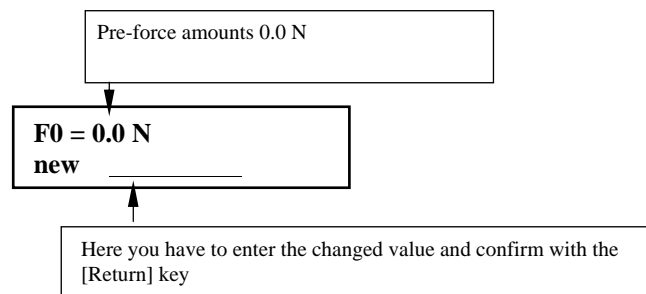 Pre-force amounts 0.0 N
F0 = 0.0 N
new
Here you have to enter the changed value and confirm with the
[Return] key